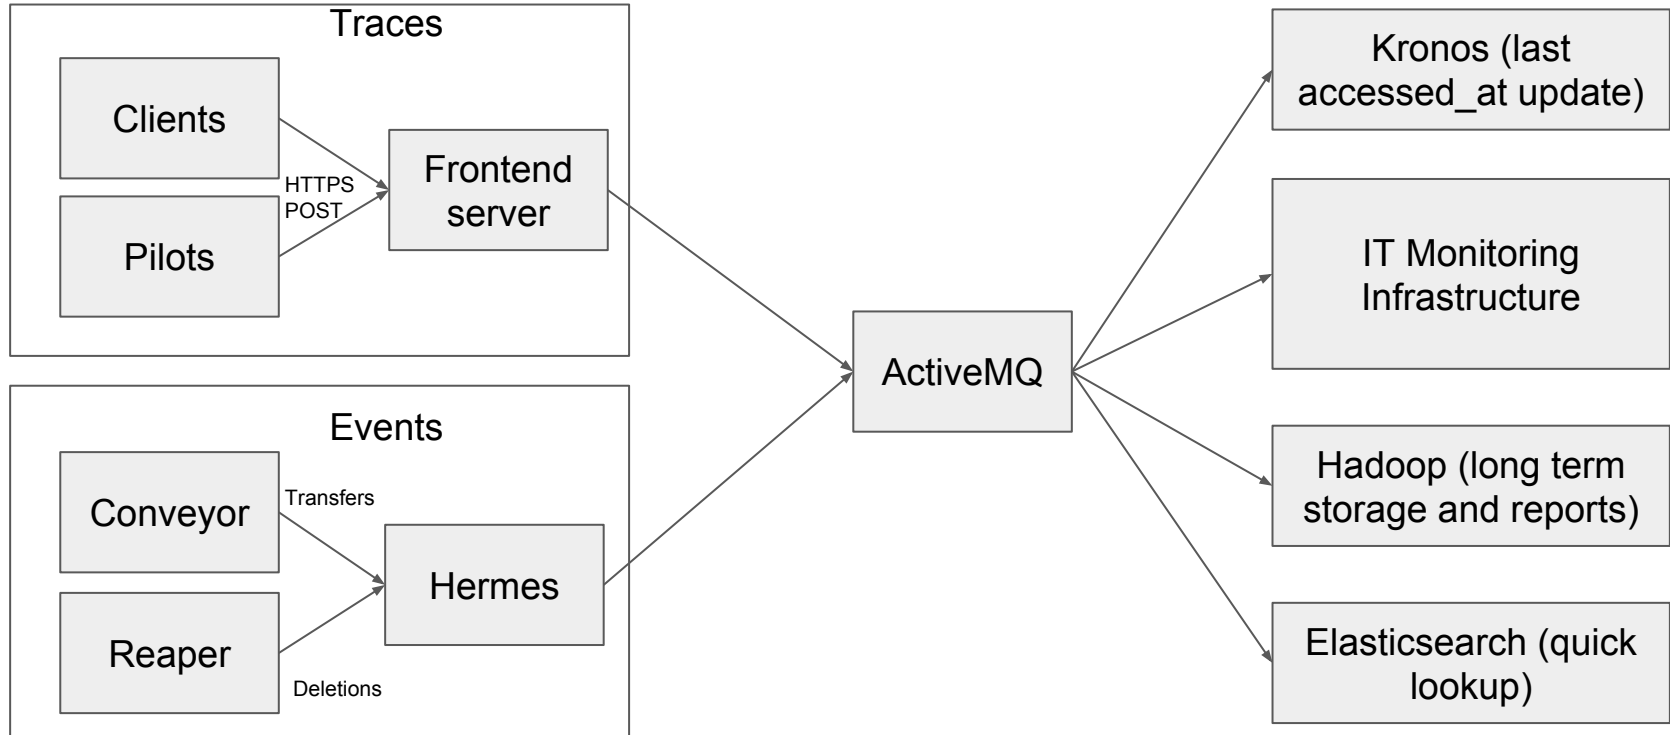 Traces
Clients
HTTPS
POST
Pilots
Frontend
server
Events
Conveyor
Transfers
Hermes
Reaper
Deletions
ActiveMQ
Kronos (last
accessed_at update)
IT Monitoring
Infrastructure
Hadoop (long term
storage and reports)
Elasticsearch (quick
lookup)